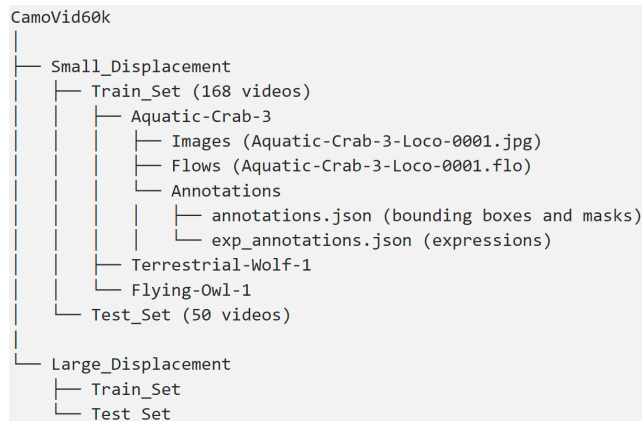 CamoVid60k
│
├── Small_Displacement
│   ├── Train_Set (168 videos)
│   │   ├── Aquatic-Crab-3
│   │   │   ├── Images (Aquatic-Crab-3-Loco-0001.jpg)
│   │   │   ├── Flows (Aquatic-Crab-3-Loco-0001.flo)
│   │   │   └── Annotations
│   │   │       ├── annotations.json (bounding boxes and masks)
│   │   │       └── exp_annotations.json (expressions)
│   │   ├── Terrestrial-Wolf-1
│   │   ├── Flying-Owl-1
│   └── Test_Set (50 videos)
│
└── Large_Displacement
    ├── Train_Set
    └── Test_Set